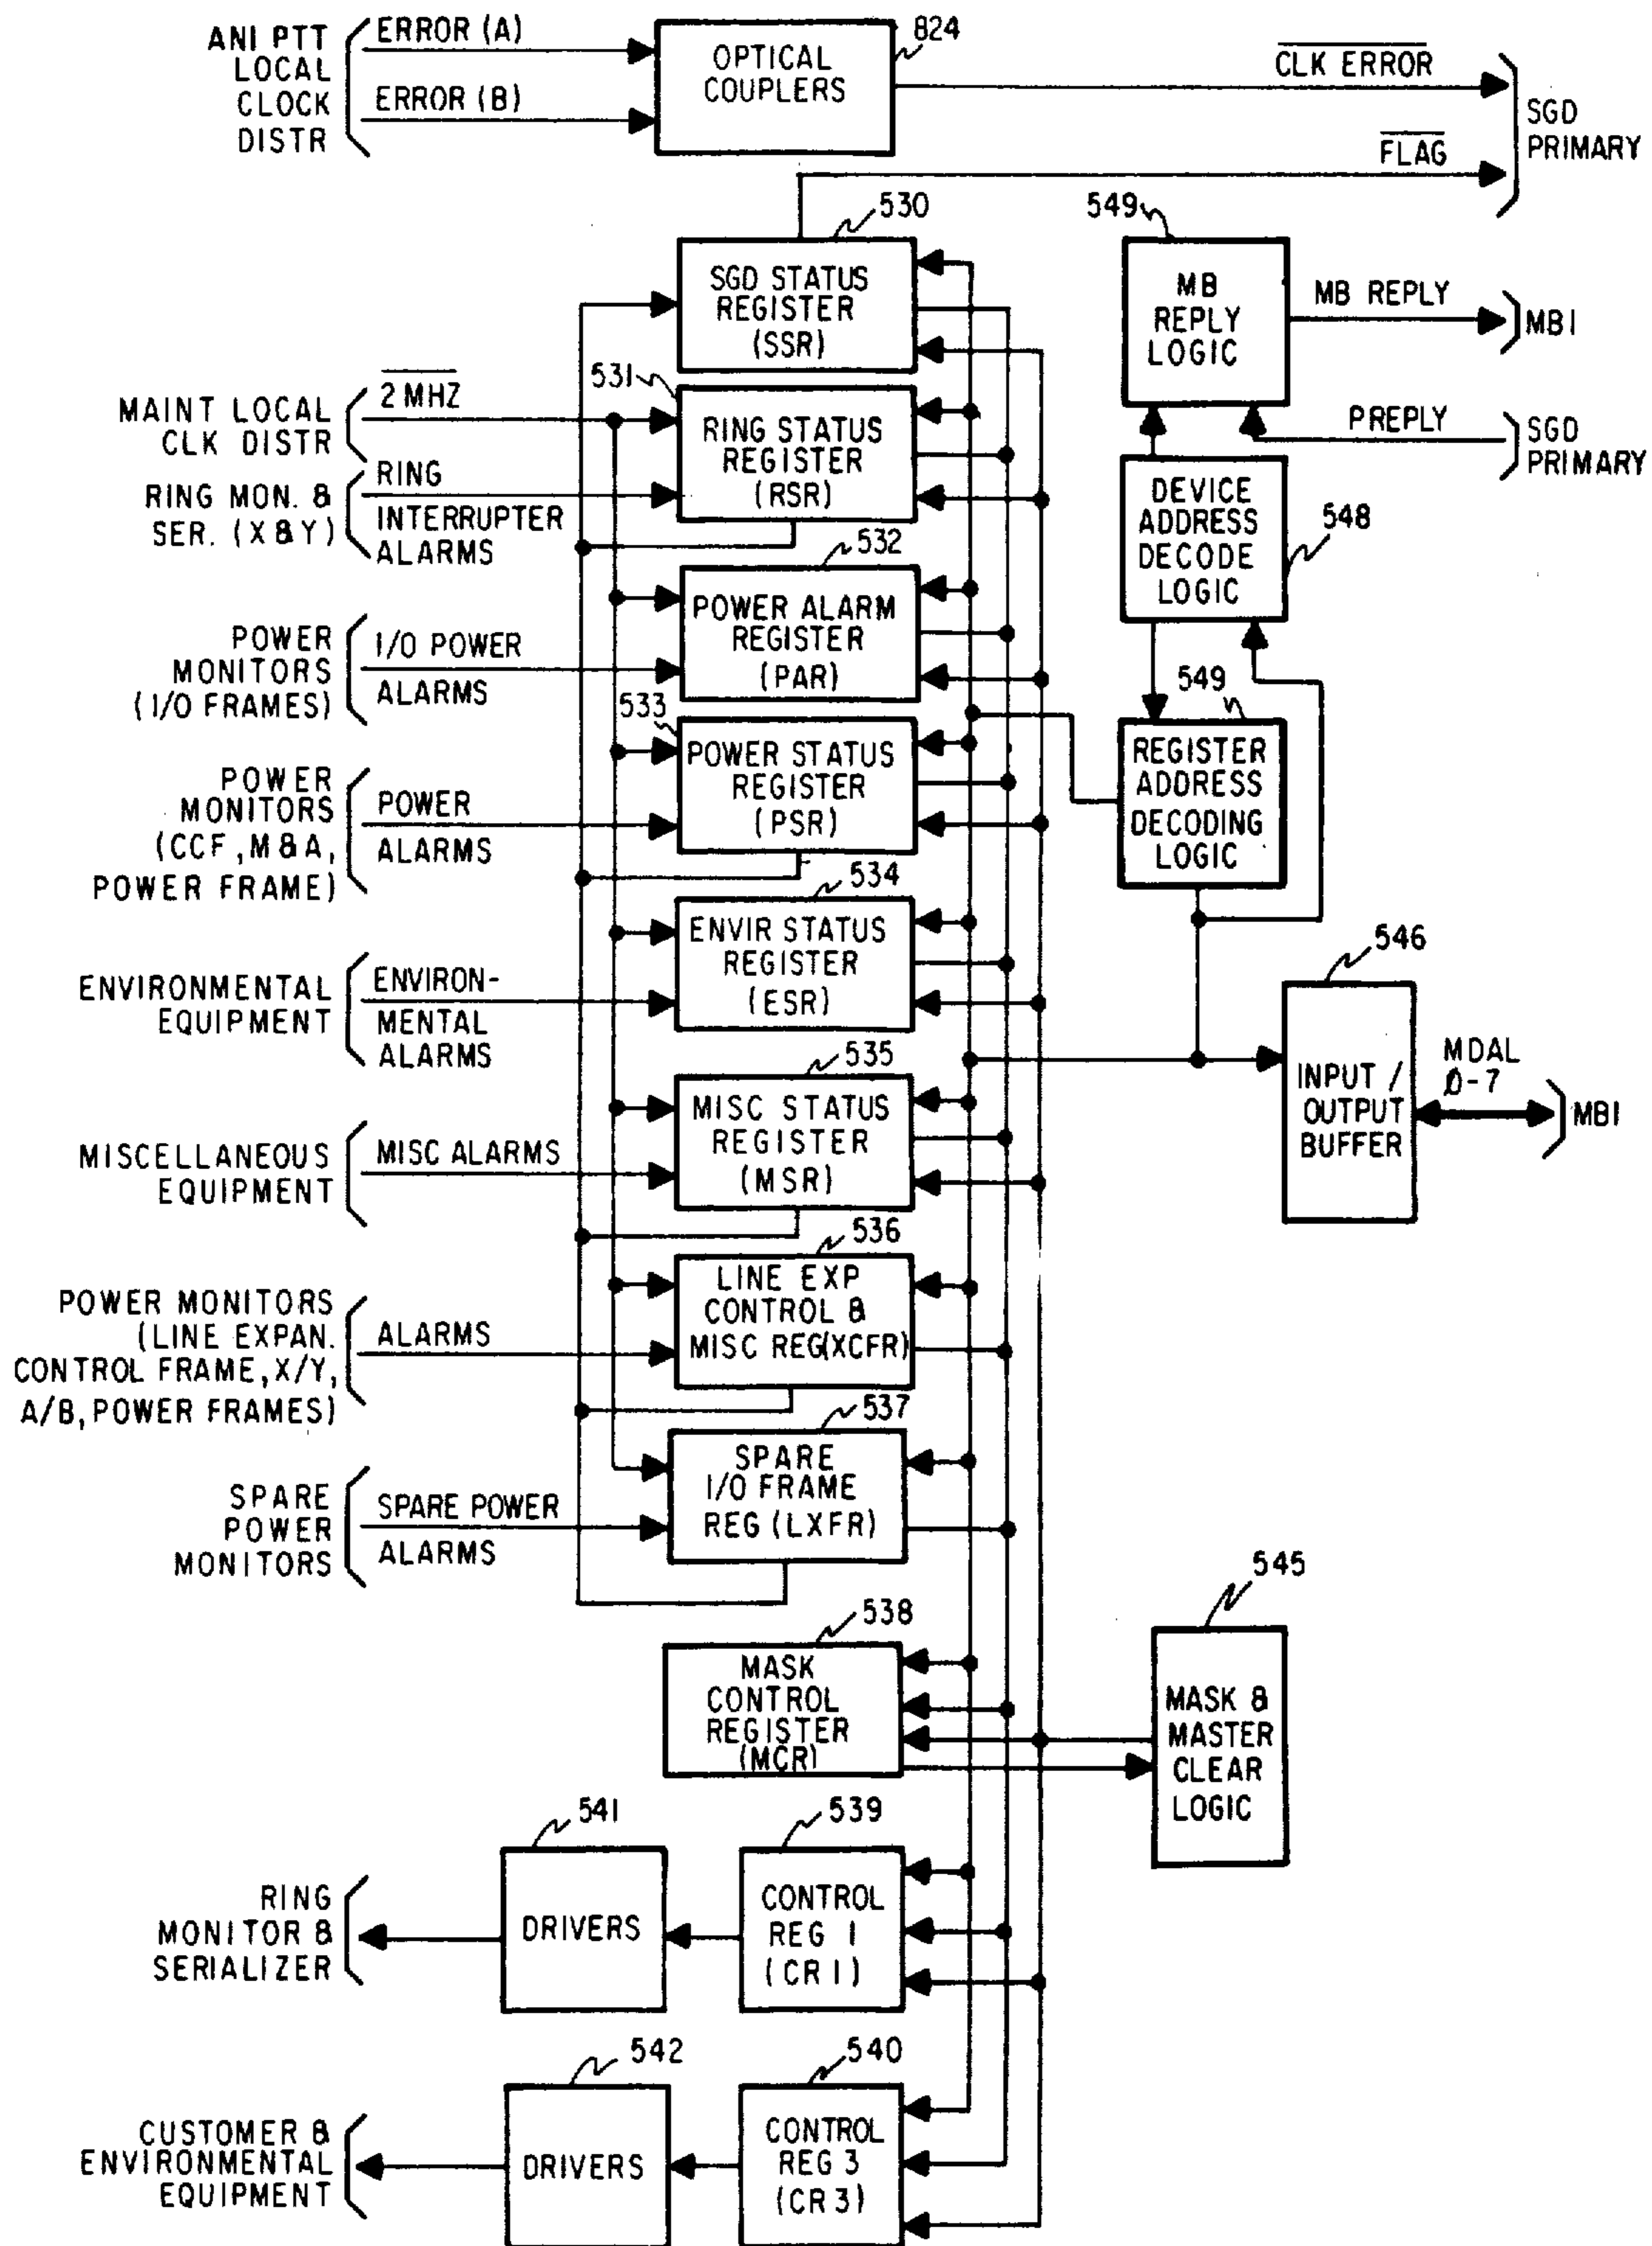 ANI PTT
LOCAL
CLOCK
DISTR
ERROR (A)
ERROR (B)
OPTICAL
COUPLERS
824
CLK ERROR
FLAG
SGD
PRIMARY
530
SGD STATUS
REGISTER
(SSR)
549
MB
REPLY
LOGIC
MB REPLY
MBI
PREPLY
SGD
PRIMARY
MAINT LOCAL
CLK DISTR
2 MHZ
531
RING STATUS
REGISTER
(RSR)
RING MON. &
SER. (X & Y)
RING
INTERRUPTER
ALARMS
DEVICE
ADDRESS
DECODE
LOGIC
548
532
POWER ALARM
REGISTER
(PAR)
POWER
MONITORS
(I/O FRAMES)
I/O POWER
ALARMS
549
REGISTER
ADDRESS
DECODING
LOGIC
533
POWER STATUS
REGISTER
(PSR)
POWER
MONITORS
(CCF, M & A,
POWER FRAME)
POWER
ALARMS
534
ENVIR STATUS
REGISTER
(ESR)
ENVIRONMENTAL
EQUIPMENT
ENVIRON-
MENTAL
ALARMS
546
INPUT /
OUTPUT
BUFFER
MDAL
Ø-7
MBI
535
MISC STATUS
REGISTER
(MSR)
MISCELLANEOUS
EQUIPMENT
MISC ALARMS
536
LINE EXP
CONTROL &
MISC REG(XCFR)
POWER MONITORS
(LINE EXPAN.
CONTROL FRAME, X/Y,
A/B, POWER FRAMES)
ALARMS
537
SPARE
I/O FRAME
REG (LXFR)
SPARE
POWER
MONITORS
SPARE POWER
ALARMS
538
MASK
CONTROL
REGISTER
(MCR)
545
MASK &
MASTER
CLEAR
LOGIC
RING
MONITOR &
SERIALIZER
541
DRIVERS
539
CONTROL
REG 1
(CR 1)
CUSTOMER &
ENVIRONMENTAL
EQUIPMENT
542
DRIVERS
540
CONTROL
REG 3
(CR 3)